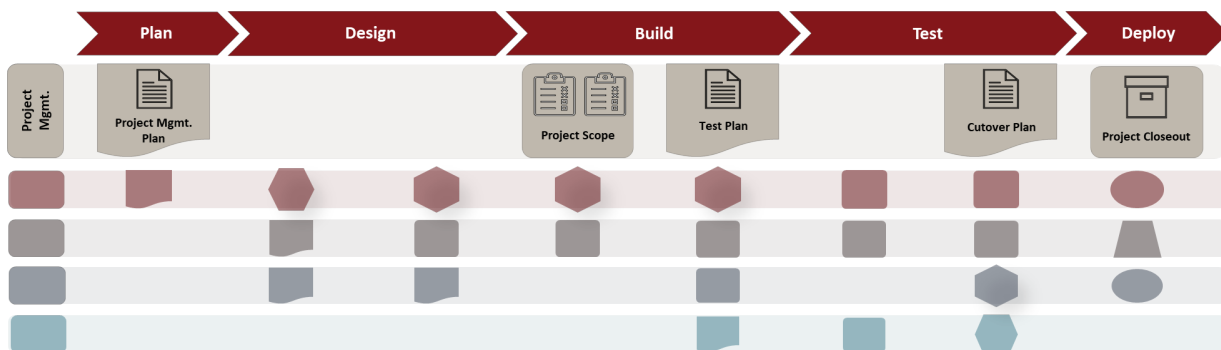 Plan
Design
Build
Test
Deploy
Project
Mgmt.
Project Mgmt.
Plan
Project Scope
Test Plan
Cutover Plan
Project Closeout